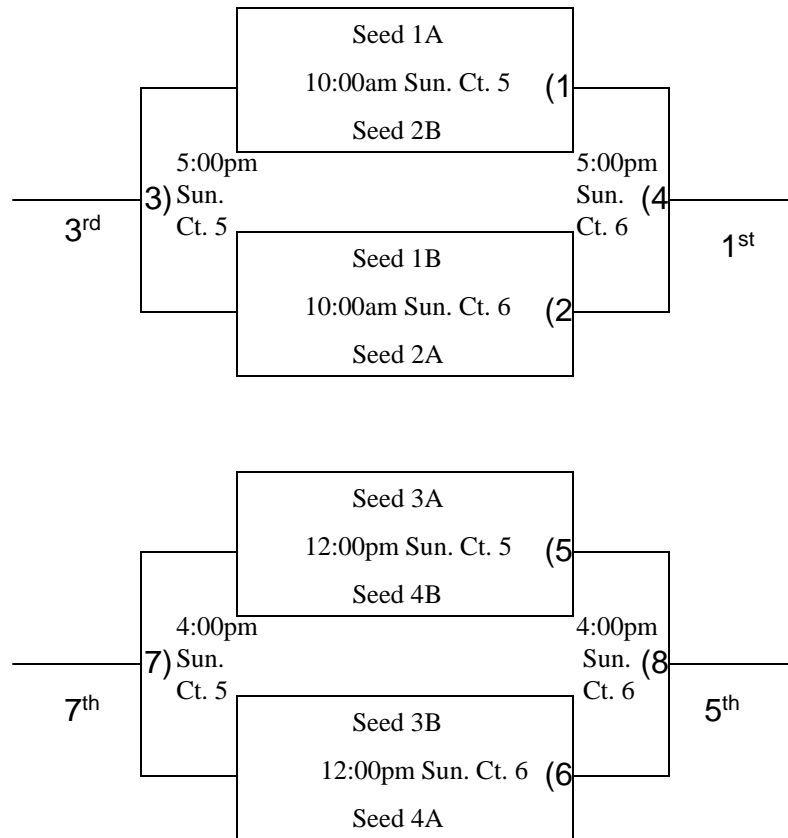 Seed 1A
10:00am Sun. Ct. 5 (1
Seed 2B
5:00pm
Sun.
Ct. 5
3)
3rd
5:00pm
Sun.
Ct. 6
(4
1st
Seed 1B
10:00am Sun. Ct. 6 (2
Seed 2A
Seed 3A
12:00pm Sun. Ct. 5 (5
Seed 4B
4:00pm
Sun.
Ct. 5
7)
7th
4:00pm
Sun.
Ct. 6
(8
5th
Seed 3B
12:00pm Sun. Ct. 6 (6
Seed 4A